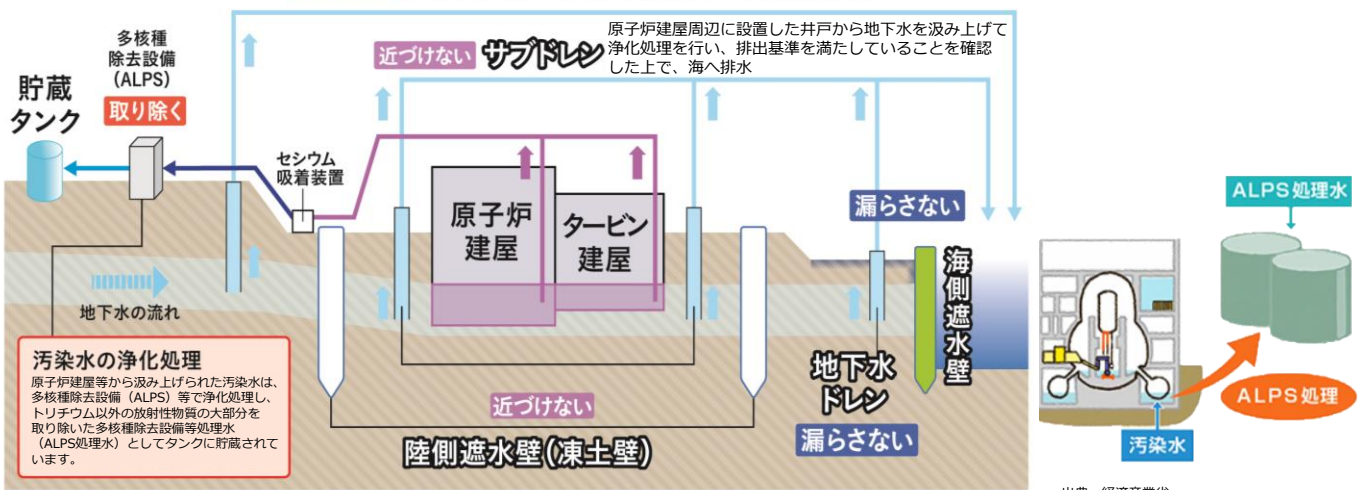 多核種
除去設備
(ALPS)
取り除く
貯蔵
タンク
セシウム
吸着装置
近づけない
サブドレン
原子炉建屋周辺に設置した井戸から地下水を汲み上げて
浄化処理を行い、排出基準を満たしていることを確認
した上で、海へ排水
原子炉
建屋
タービン
建屋
漏らさない
海側遮水壁
地下水の流れ
汚染水の浄化処理
原子炉建屋等から汲み上げられた汚染水は、
多核種除去設備（ALPS）等で浄化処理し、
トリチウム以外の放射性物質の大部分を
取り除いた多核種除去設備等処理水
（ALPS処理水）としてタンクに貯蔵されて
います。
近づけない
陸側遮水壁(凍土壁)
地下水
ドレン
漏らさない
ALPS処理水
ALPS処理
汚染水